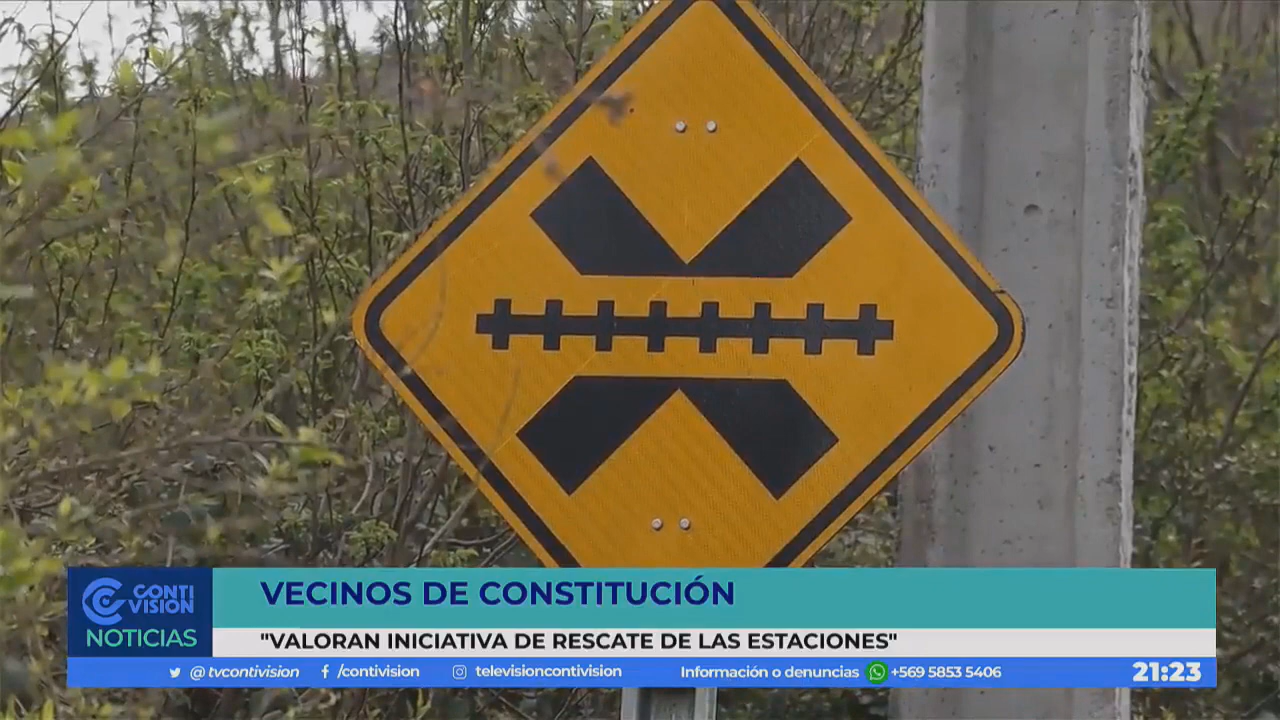 CONTI
VISION
NOTICIAS
VECINOS DE CONSTITUCIÓN
"VALORAN INICIATIVA DE RESCATE DE LAS ESTACIONES"
@tvcontivision /contivision televisioncontivision Información o denuncias +569 5853 5406 21:23